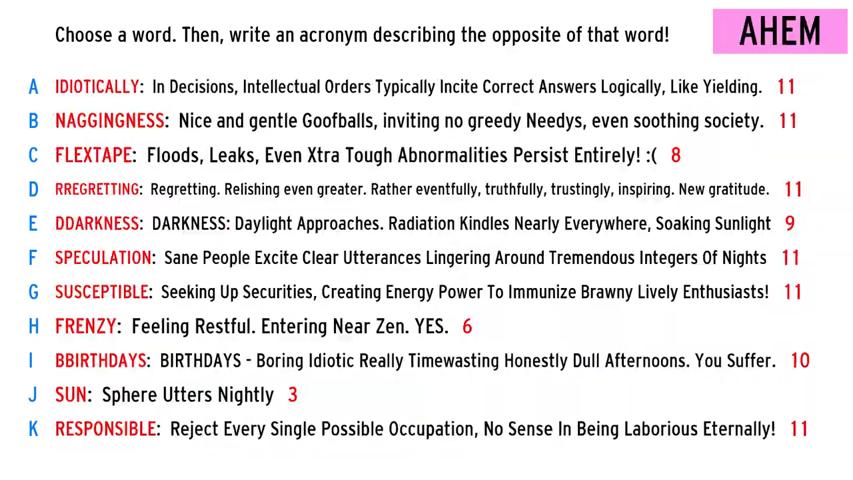 Choose a word. Then, write an acronym describing the opposite of that word!
AHEM
A IDIOTICALLY: In Decisions, Intellectual Orders Typically Incite Correct Answers Logically, Like Yielding. 11
B NAGGINGNESS: Nice and gentle Goofballs, inviting no greedy Needys, even soothing society. 11
C FLEXTAPE: Floods, Leaks, Even Xtra Tough Abnormalities Persist Entirely! :( 8
D RREGRETTING: Regretting. Relishing even greater. Rather eventfully, truthfully, trustingly, inspiring. New gratitude. 11
E DDARKNESS: DARKNESS: Daylight Approaches. Radiation Kindles Nearly Everywhere, Soaking Sunlight 9
F SPECULATION: Sane People Excite Clear Utterances Lingering Around Tremendous Integers Of Nights 11
G SUSCEPTIBLE: Seeking Up Securities, Creating Energy Power To Immunize Brawny Lively Enthusiasts! 11
H FRENZY: Feeling Restful. Entering Near Zen. YES. 6
I BBIRTHDAYS: BIRTHDAYS - Boring Idiotic Really Timewasting Honestly Dull Afternoons. You Suffer. 10
J SUN: Sphere Utters Nightly 3
K RESPONSIBLE: Reject Every Single Possible Occupation, No Sense In Being Laborious Eternally! 11